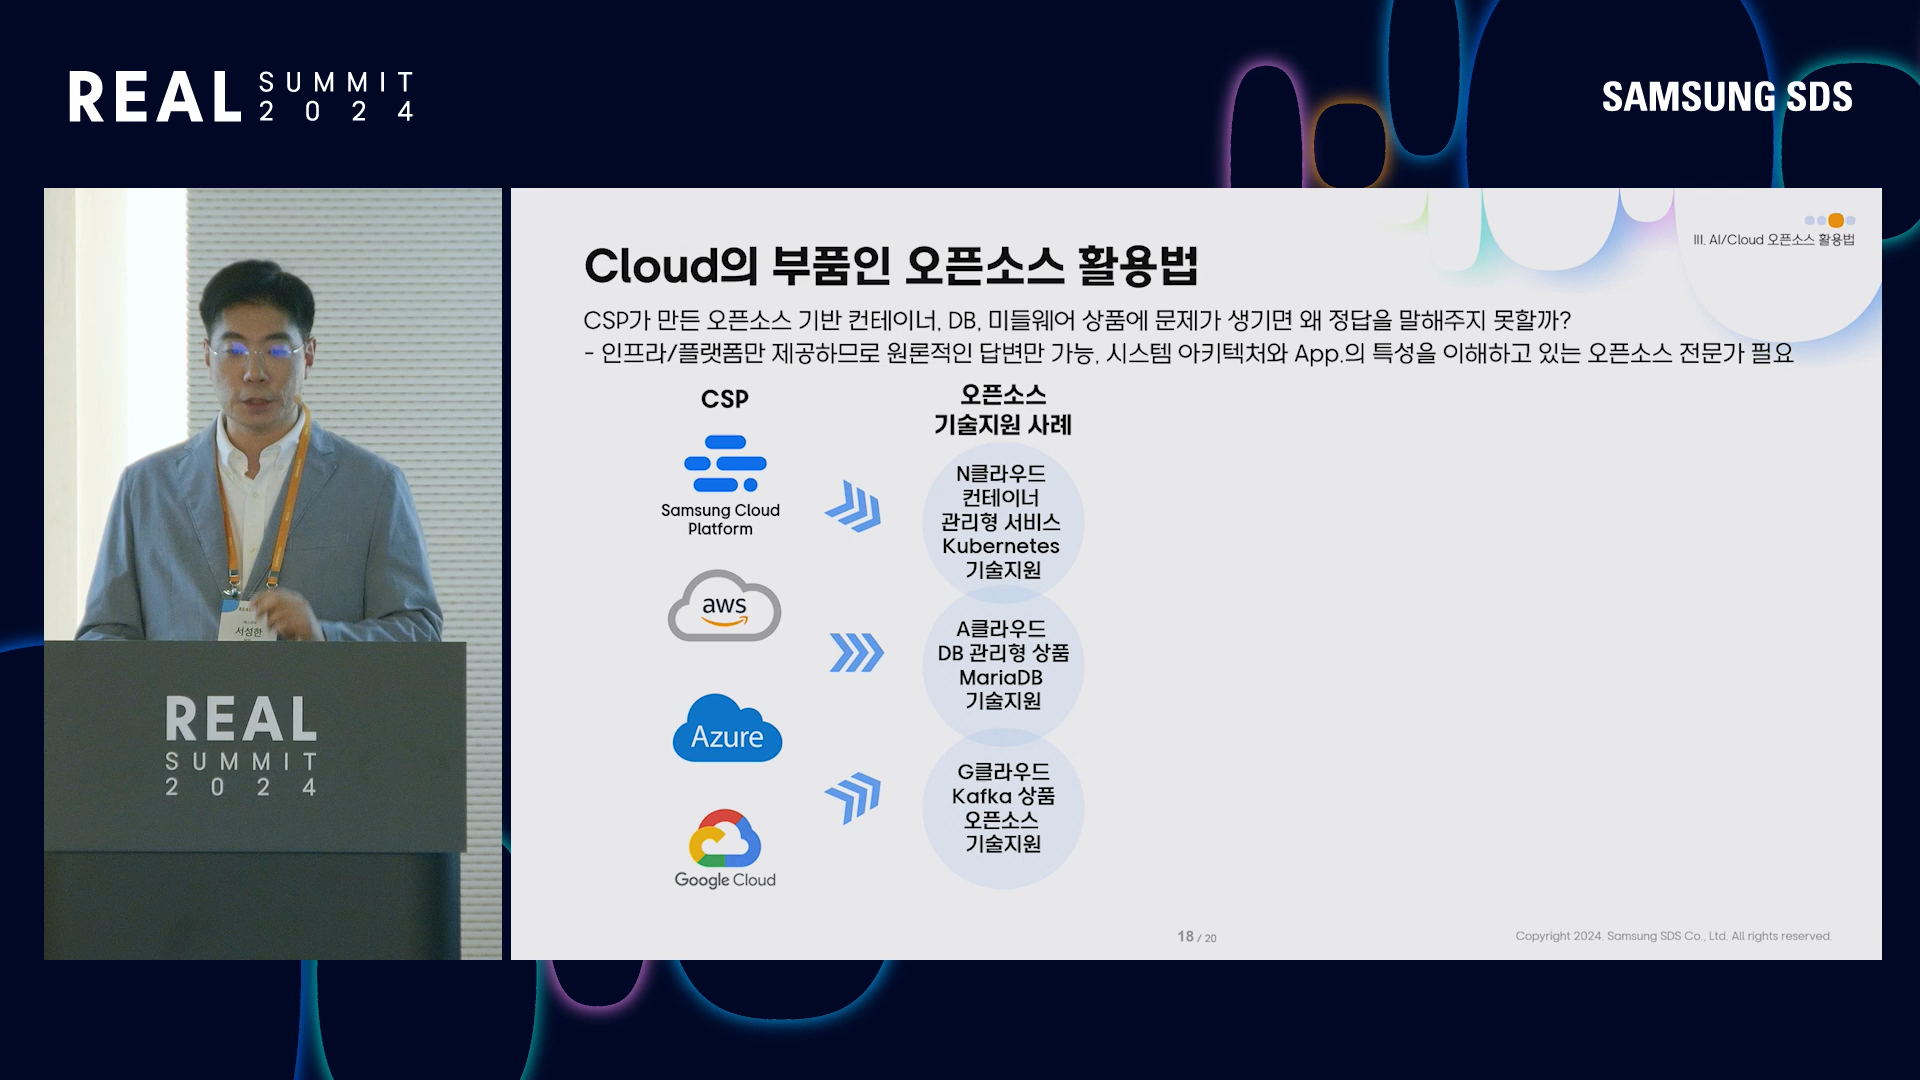 REAL SUMMIT 2024
SAMSUNG SDS
III. AI/Cloud 오픈소스 활용법
Cloud의 부품인 오픈소스 활용법
CSP가 만든 오픈소스 기반 컨테이너, DB, 미들웨어 상품에 문제가 생기면 왜 정답을 말해주지 못할까?
- 인프라/플랫폼만 제공하므로 원론적인 답변만 가능, 시스템 아키텍처와 App.의 특성을 이해하고 있는 오픈소스 전문가 필요
CSP
Samsung Cloud
Platform
aws
Azure
Google Cloud
오픈소스
기술지원 사례
N클라우드
컨테이너
관리형 서비스
Kubernetes
기술지원
A클라우드
DB 관리형 상품
MariaDB
기술지원
G클라우드
Kafka 상품
오픈소스
기술지원
18 / 20
Copyright 2024. Samsung SDS Co., Ltd. All rights reserved.
REAL
서성한
REAL
SUMMIT
2024